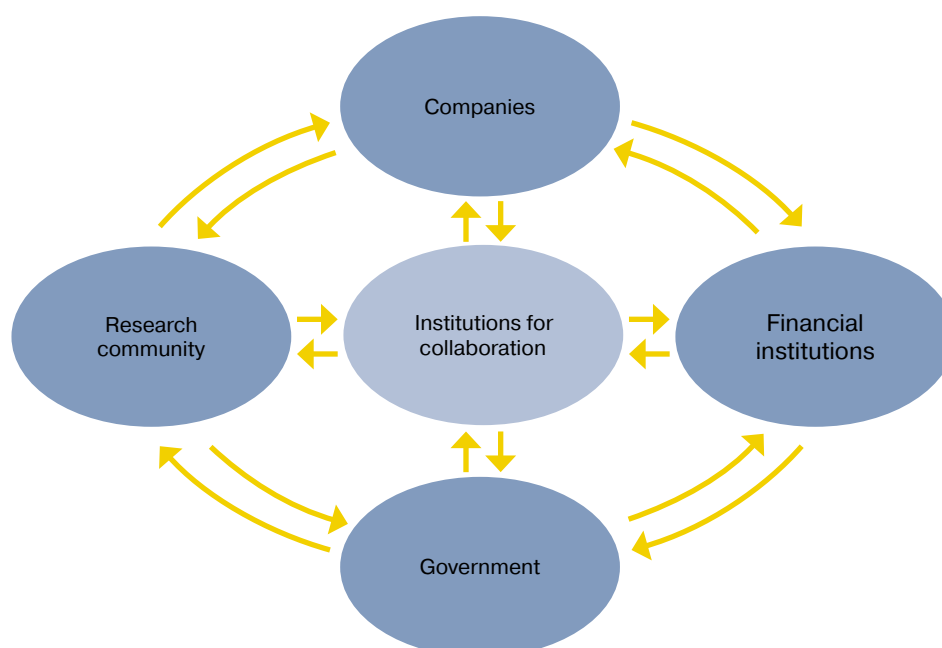 Companies
Research
community
Institutions for
collaboration
Financial
institutions
Government